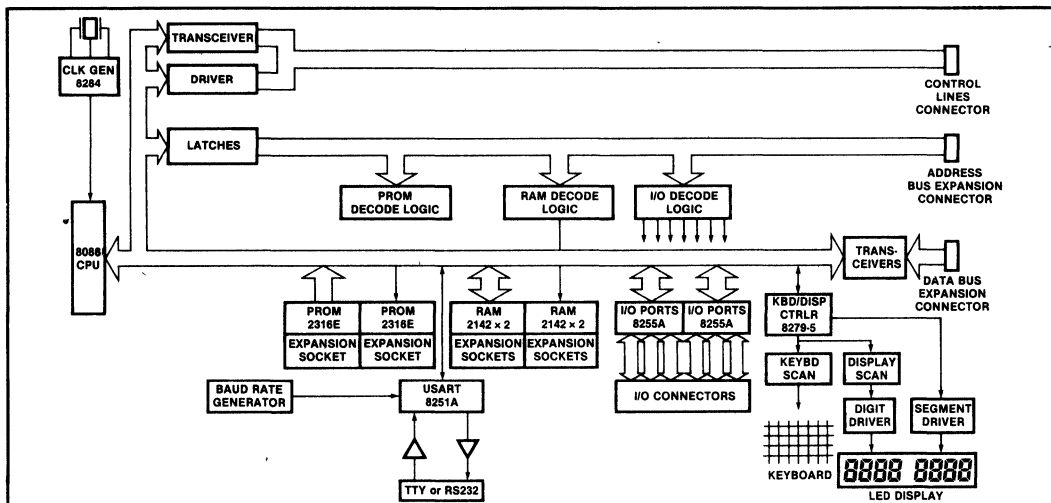 TRANSCEIVER
CLK GEN
8284
DRIVER
CONTROL
LINES
CONNECTOR
LATCHES
ADDRESS
BUS EXPANSION
CONNECTOR
PROM
DECODE LOGIC
RAM DECODE
LOGIC
I/O DECODE
LOGIC
8086
CPU
TRANS-
CEIVERS
DATA BUS
EXPANSION
CONNECTOR
PROM
2316E
EXPANSION
SOCKET
PROM
2316E
EXPANSION
SOCKET
RAM
2142 × 2
EXPANSION
SOCKETS
RAM
2142 × 2
EXPANSION
SOCKETS
I/O PORTS
8255A
I/O PORTS
8255A
KBD/DISP
CTRLR
8279-5
KEYBD
SCAN
DISPLAY
SCAN
BAUD RATE
GENERATOR
USART
8251A
I/O CONNECTORS
DIGIT
DRIVER
SEGMENT
DRIVER
KEYBOARD
8888 8888
LED DISPLAY
TTY or RS232